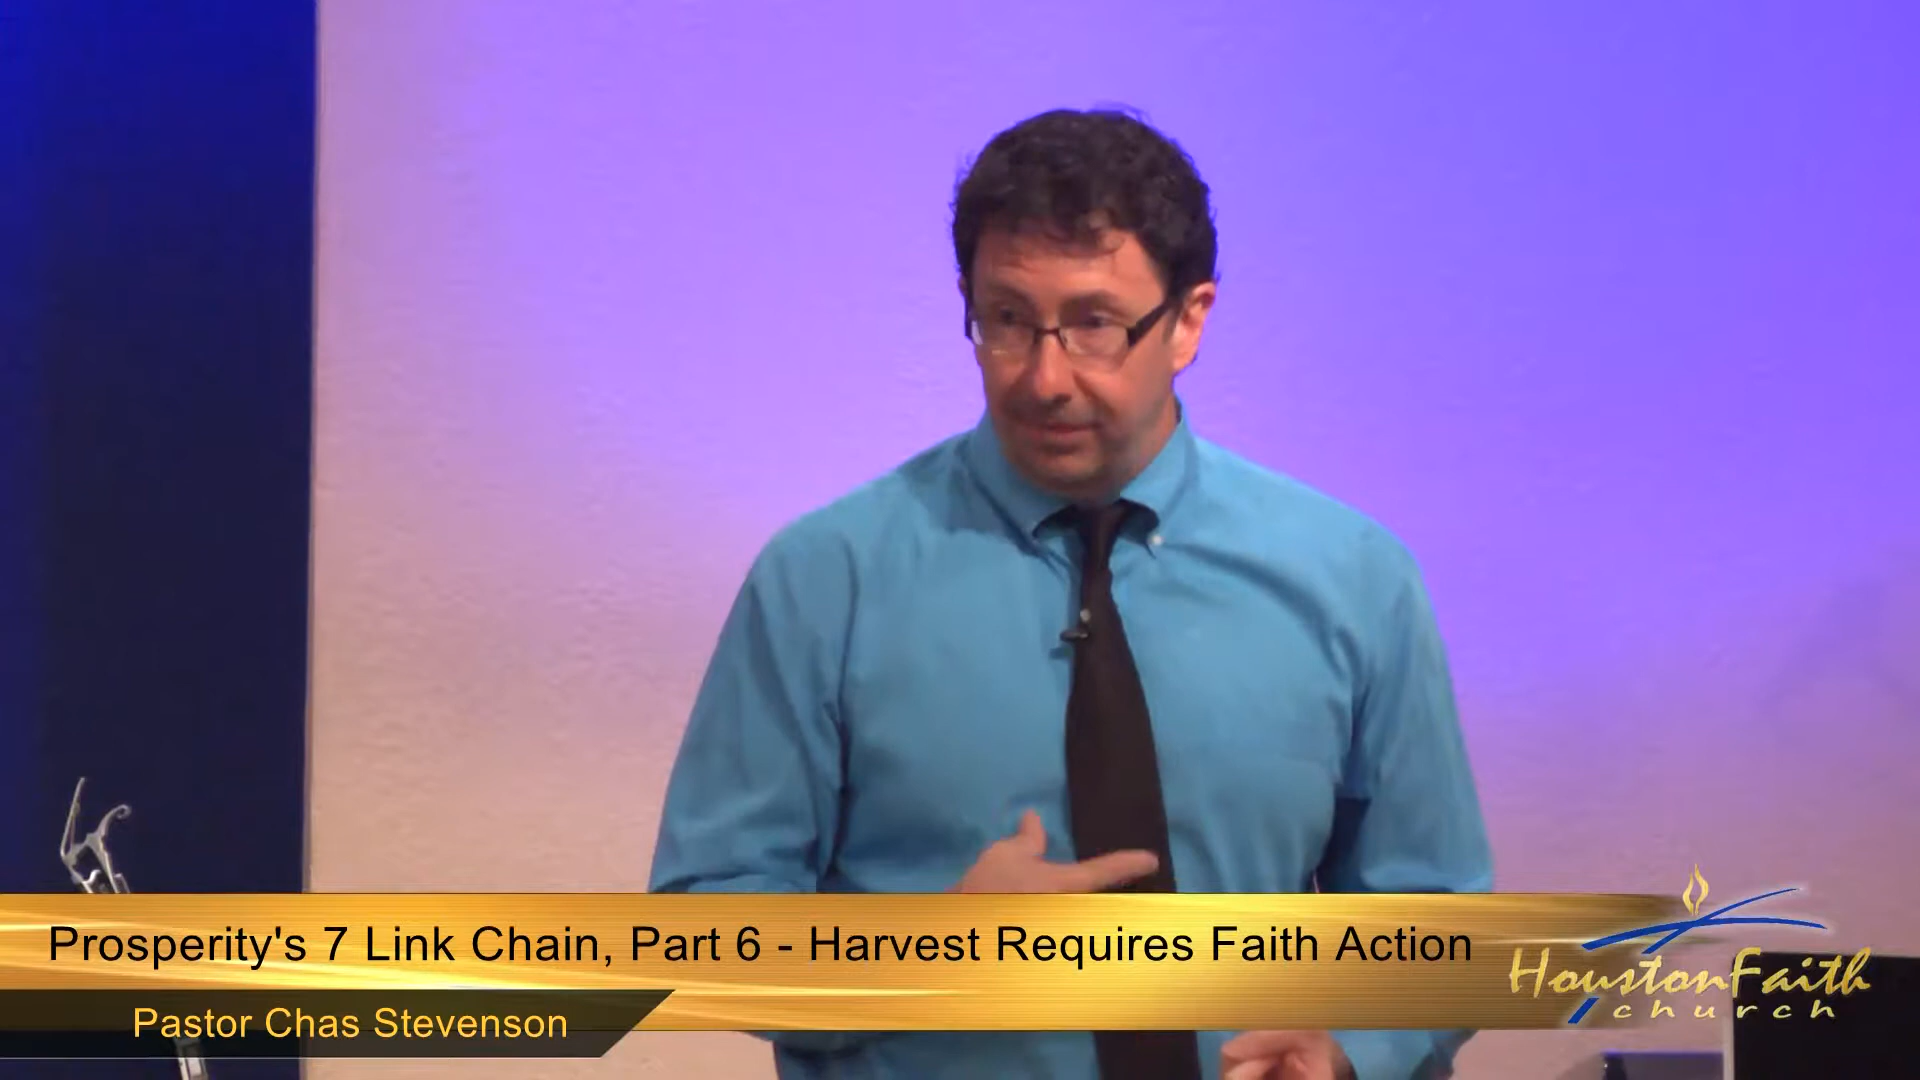 Prosperity's 7 Link Chain, Part 6 - Harvest Requires Faith Action
Pastor Chas Stevenson
HoustonFaith
church